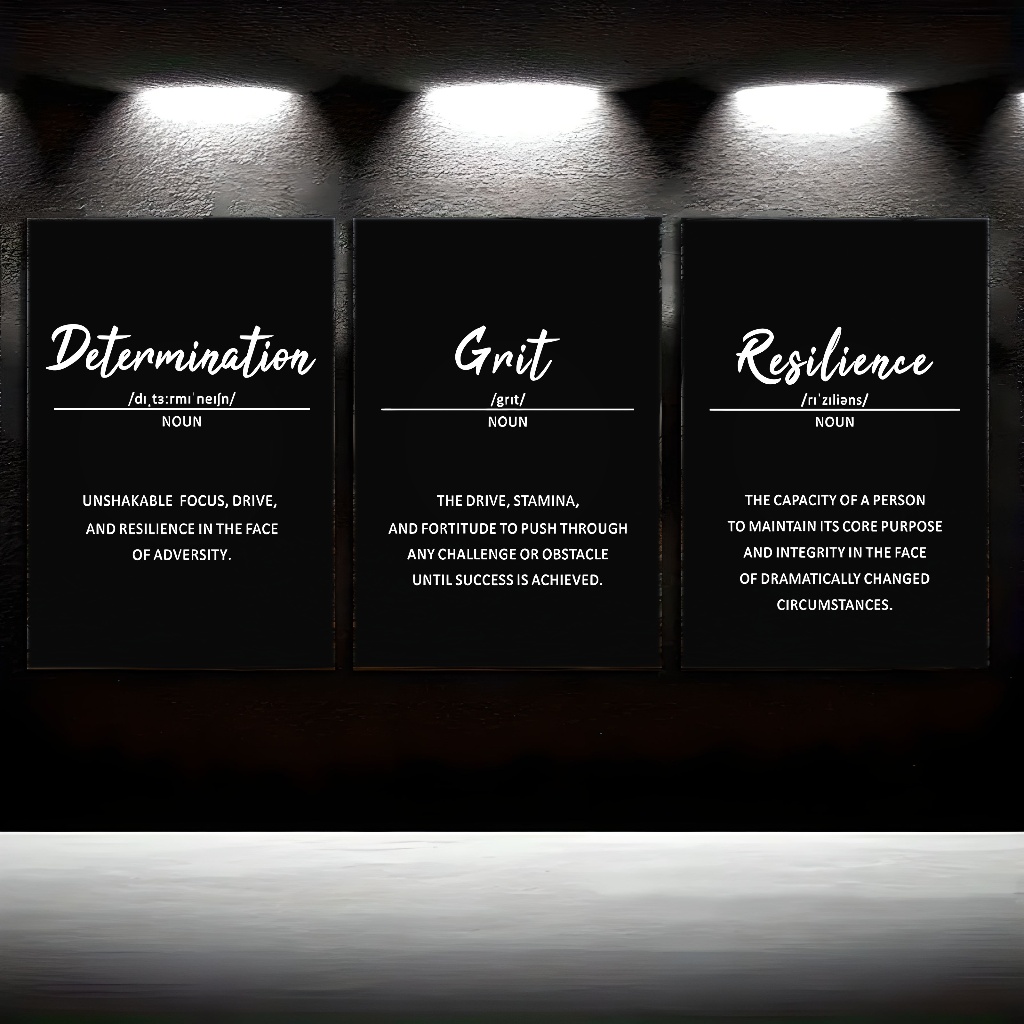 Determination
/dɪˌtɜːrmɪˈneɪʃn/
NOUN
UNSHAKABLE FOCUS, DRIVE,
AND RESILIENCE IN THE FACE
OF ADVERSITY.
Grit
/ɡrɪt/
NOUN
THE DRIVE, STAMINA,
AND FORTITUDE TO PUSH THROUGH
ANY CHALLENGE OR OBSTACLE
UNTIL SUCCESS IS ACHIEVED.
Resilience
/rɪˈzɪliəns/
NOUN
THE CAPACITY OF A PERSON
TO MAINTAIN ITS CORE PURPOSE
AND INTEGRITY IN THE FACE
OF DRAMATICALLY CHANGED
CIRCUMSTANCES.